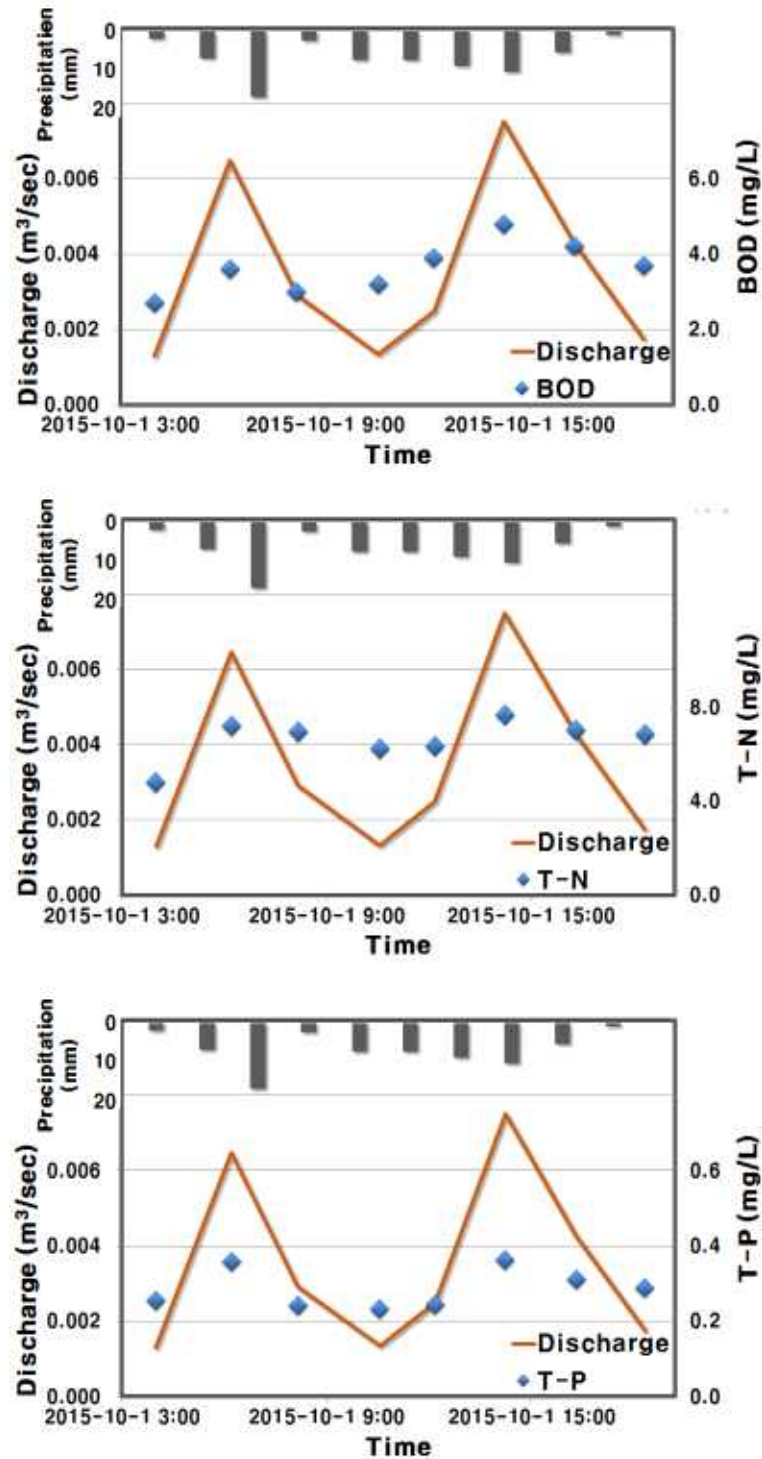 Precipitation
(mm)
0
10
20
Discharge (m³/sec)
0.006
0.004
0.002
0.000
6.0
4.0
2.0
0.0
BOD (mg/L)
Discharge
BOD
2015-10-1 3:00
2015-10-1 9:00
2015-10-1 15:00
Time
Precipitation
(mm)
0
10
20
Discharge (m³/sec)
0.006
0.004
0.002
0.000
8.0
4.0
0.0
T-N (mg/L)
Discharge
T-N
2015-10-1 3:00
2015-10-1 9:00
2015-10-1 15:00
Time
Precipitation
(mm)
0
10
20
Discharge (m³/sec)
0.006
0.004
0.002
0.000
0.6
0.4
0.2
0.0
T-P (mg/L)
Discharge
T-P
2015-10-1 3:00
2015-10-1 9:00
2015-10-1 15:00
Time